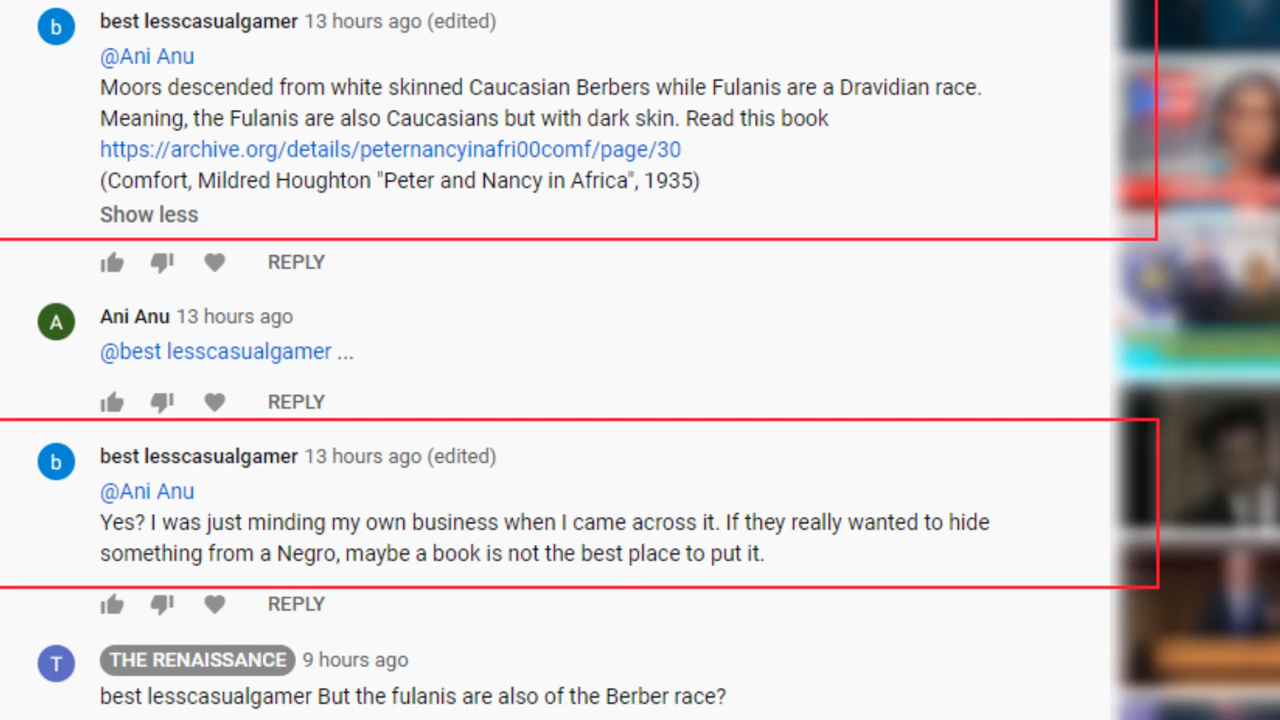 b best lesscasualgamer 13 hours ago (edited)
@Ani Anu
Moors descended from white skinned Caucasian Berbers while Fulanis are a Dravidian race.
Meaning, the Fulanis are also Caucasians but with dark skin. Read this book
https://archive.org/details/peternancyinafri00comf/page/30
(Comfort, Mildred Houghton "Peter and Nancy in Africa", 1935)
Show less
REPLY
A Ani Anu 13 hours ago
@best lesscasualgamer ...
REPLY
b best lesscasualgamer 13 hours ago (edited)
@Ani Anu
Yes? I was just minding my own business when I came across it. If they really wanted to hide
something from a Negro, maybe a book is not the best place to put it.
REPLY
T THE RENAISSANCE 9 hours ago
best lesscasualgamer But the fulanis are also of the Berber race?